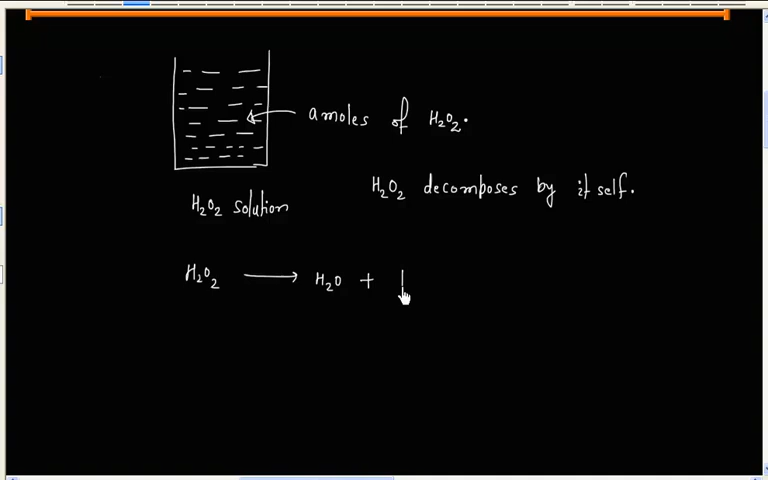 a moles of H₂O₂.
H₂O₂ decomposes by itself.
H₂O₂ solution
H₂O₂ ⟶ H₂O + |